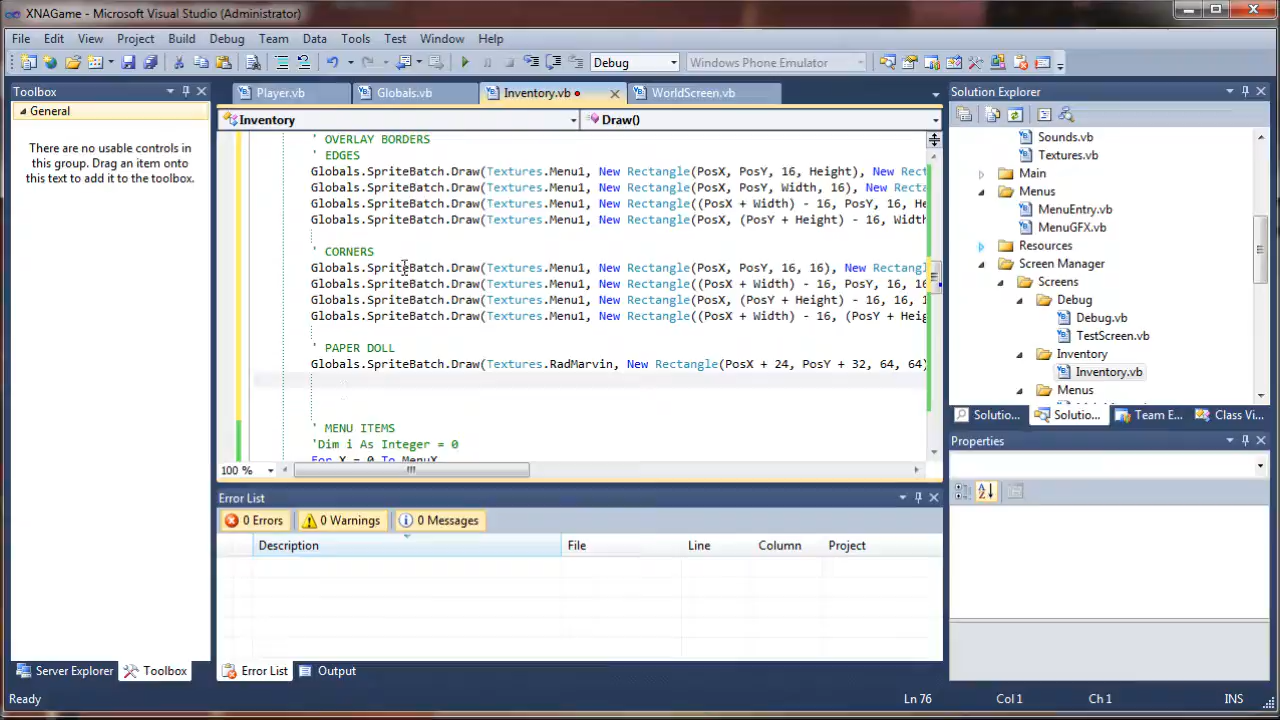 XNAGame - Microsoft Visual Studio (Administrator)
File Edit View Project Build Debug Team Data Tools Test Window Help
Debug Windows Phone Emulator
Toolbox
General
There are no usable controls in
this group. Drag an item onto
this text to add it to the toolbox.
Server Explorer Toolbox
Player.vb Globals.vb Inventory.vb WorldScreen.vb
Inventory Draw()
' OVERLAY BORDERS
' EDGES
Globals.SpriteBatch.Draw(Textures.Menu1, New Rectangle(PosX, PosY, 16, Height), New Rect
Globals.SpriteBatch.Draw(Textures.Menu1, New Rectangle(PosX, PosY, Width, 16), New Recta
Globals.SpriteBatch.Draw(Textures.Menu1, New Rectangle((PosX + Width) - 16, PosY, 16, He
Globals.SpriteBatch.Draw(Textures.Menu1, New Rectangle(PosX, (PosY + Height) - 16, Width
' CORNERS
Globals.SpriteBatch.Draw(Textures.Menu1, New Rectangle(PosX, PosY, 16, 16), New Rectangl
Globals.SpriteBatch.Draw(Textures.Menu1, New Rectangle((PosX + Width) - 16, PosY, 16, 16
Globals.SpriteBatch.Draw(Textures.Menu1, New Rectangle(PosX, (PosY + Height) - 16, 16, 1
Globals.SpriteBatch.Draw(Textures.Menu1, New Rectangle((PosX + Width) - 16, (PosY + Heig
' PAPER DOLL
Globals.SpriteBatch.Draw(Textures.RadMarvin, New Rectangle(PosX + 24, PosY + 32, 64, 64)
' MENU ITEMS
'Dim i As Integer = 0
For X = 0 To MenuX
100 %
Error List
0 Errors 0 Warnings 0 Messages
Description File Line Column Project
Error List Output
Solution Explorer
Sounds.vb
Textures.vb
Main
Menus
MenuEntry.vb
MenuGFX.vb
Resources
Screen Manager
Screens
Debug
Debug.vb
TestScreen.vb
Inventory
Inventory.vb
Menus
Solutio... Solutio... Team E... Class Vi...
Properties
Ready Ln 76 Col 1 Ch 1 INS